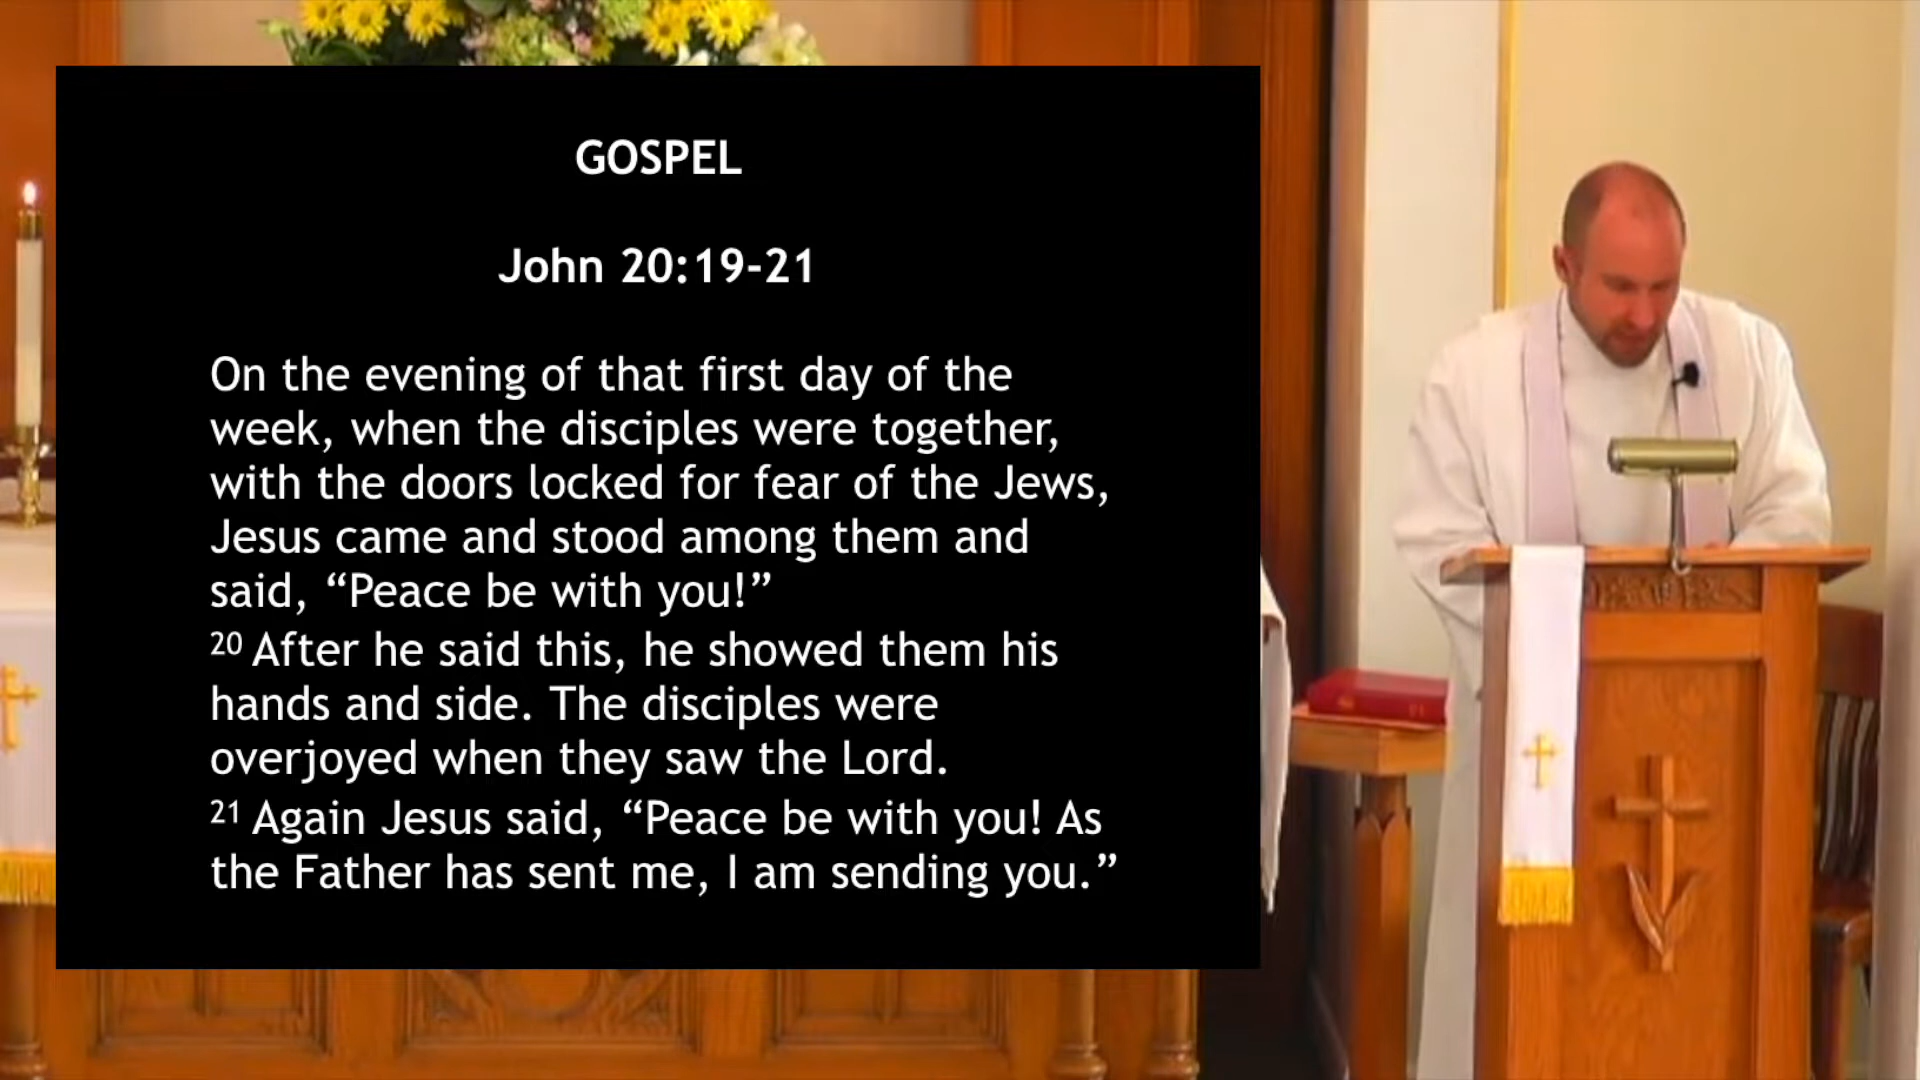 GOSPEL
John 20:19-21
On the evening of that first day of the
week, when the disciples were together,
with the doors locked for fear of the Jews,
Jesus came and stood among them and
said, “Peace be with you!”
20 After he said this, he showed them his
hands and side. The disciples were
overjoyed when they saw the Lord.
21 Again Jesus said, “Peace be with you! As
the Father has sent me, I am sending you.”